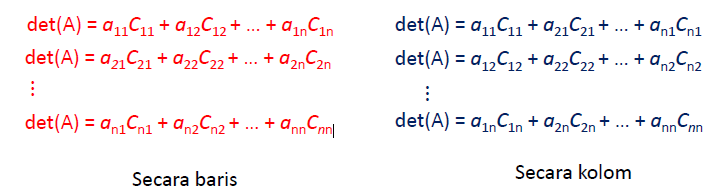 det(A) = a₁₁C₁₁ + a₁₂C₁₂ + ... + a₁ₙC₁ₙ
det(A) = a₂₁C₂₁ + a₂₂C₂₂ + ... + a₂ₙC₂ₙ
⋮
det(A) = aₙ₁Cₙ₁ + aₙ₂Cₙ₂ + ... + aₙₙCₙₙ
Secara baris
det(A) = a₁₁C₁₁ + a₂₁C₂₁ + ... + aₙ₁Cₙ₁
det(A) = a₁₂C₁₂ + a₂₂C₂₂ + ... + aₙ₂Cₙ₂
⋮
det(A) = a₁ₙC₁ₙ + a₂ₙC₂ₙ + ... + aₙₙCₙₙ
Secara kolom